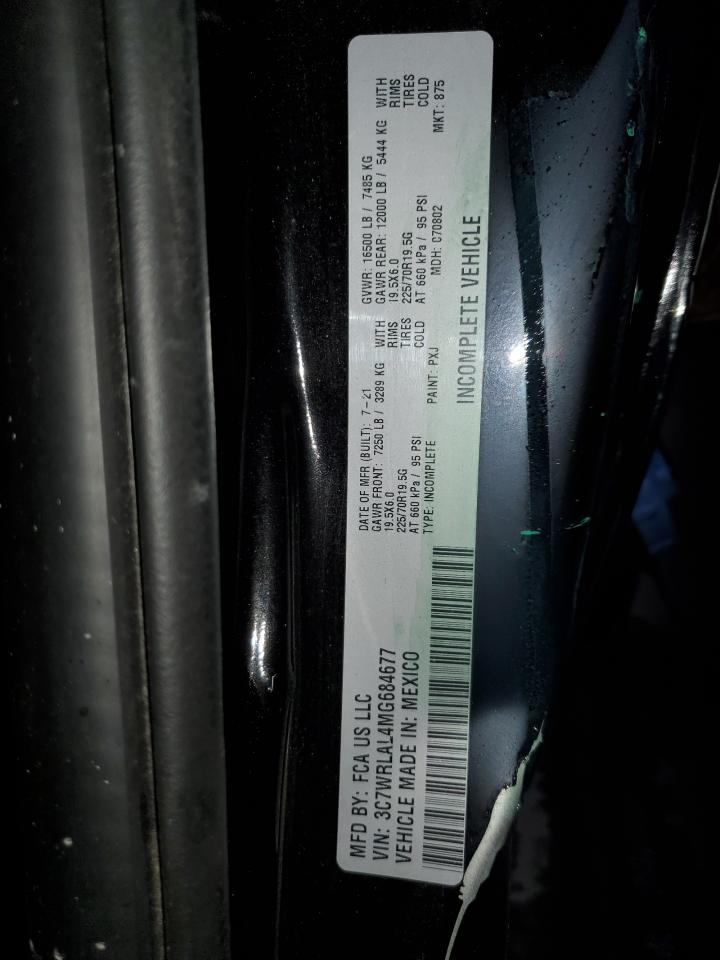 MFD BY: FCA US LLC
VIN: 3C7WRLAL4MG684677
VEHICLE MADE IN: MEXICO
DATE OF MFR (BUILT): 7-21
GAWR FRONT: 7250 LB / 3289 KG WITH
19.5X6.0 RIMS
225/70R19.5G TIRES
AT 660 kPa / 95 PSI COLD
TYPE: INCOMPLETE PAINT: PXJ
GVWR: 16500 LB / 7485 KG
GAWR REAR: 12000 LB / 5444 KG WITH
19.5X6.0 RIMS
225/70R19.5G TIRES
AT 660 kPa / 95 PSI COLD
MDH: C70802 MKT: 875
INCOMPLETE VEHICLE